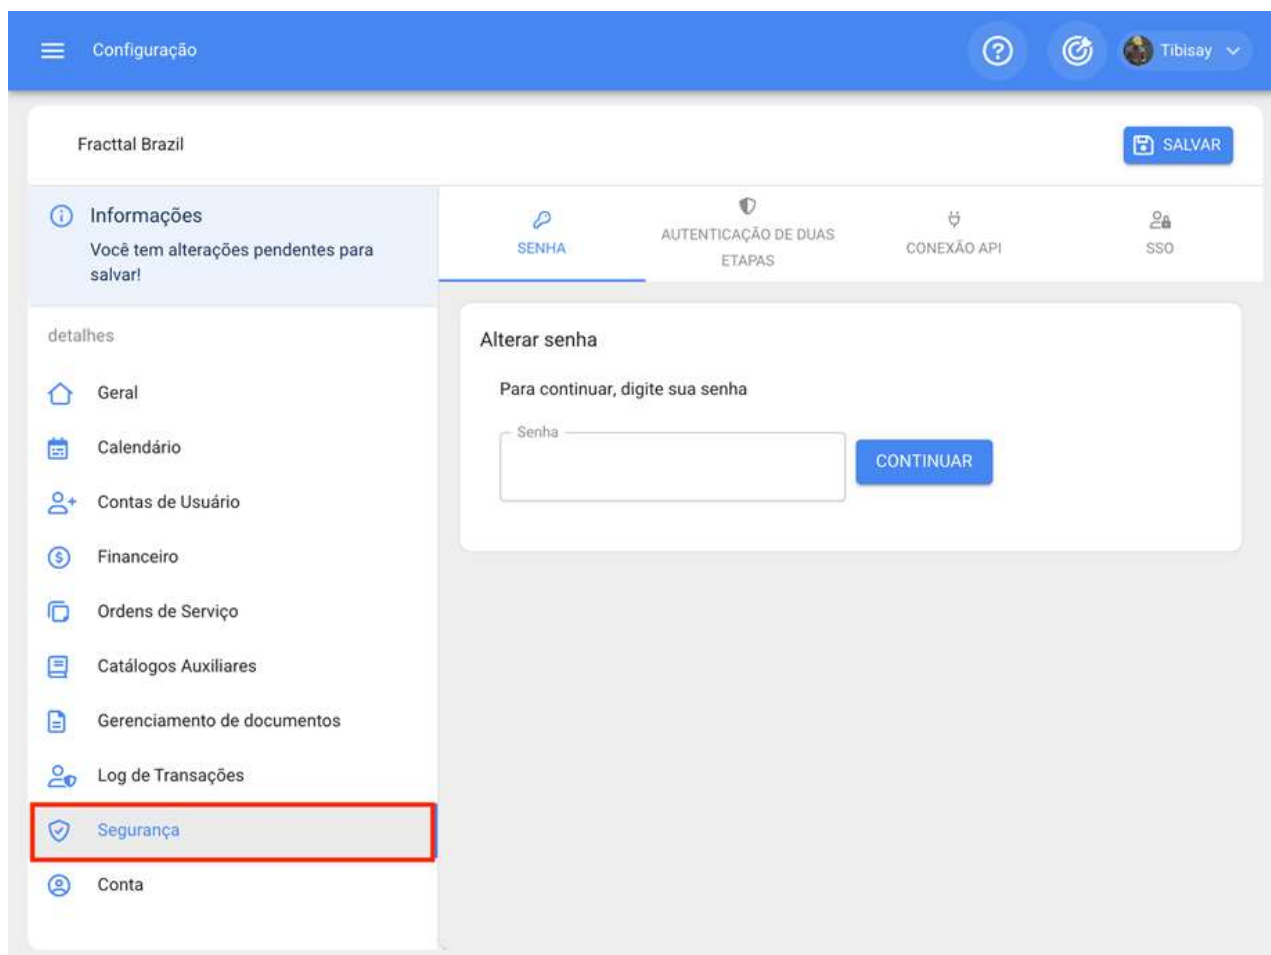 Configuração
Tibisay
Fracttal Brazil
SALVAR
Informações
Você tem alterações pendentes para
salvar!
SENHA
AUTENTICAÇÃO DE DUAS
ETAPAS
CONEXÃO API
SSO
detalhes
Geral
Calendário
Contas de Usuário
Financeiro
Ordens de Serviço
Catálogos Auxiliares
Gerenciamento de documentos
Log de Transações
Segurança
Conta
Alterar senha
Para continuar, digite sua senha
Senha
CONTINUAR